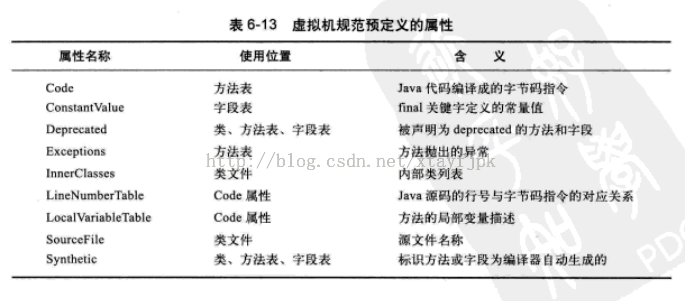 表 6-13 虚拟机规范预定义的属性
属性名称 使用位置 含 义
Code 方法表 Java 代码编译成的字节码指令
ConstantValue 字段表 final 关键字定义的常量值
Deprecated 类、方法表、字段表 被声明为 deprecated 的方法和字段
Exceptions 方法表 方法抛出的异常
http://blog.csdn.net/xtayfjpk
InnerClasses 类文件 内部类列表
LineNumberTable Code 属性 Java 源码的行号与字节码指令的对应关系
LocalVariableTable Code 属性 方法的局部变量描述
SourceFile 类文件 源文件名称
Synthetic 类、方法表、字段表 标识方法或字段为编译器自动生成的
PDG